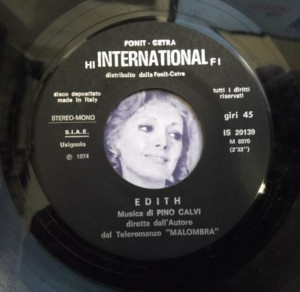 FONIT - CETRA
HI INTERNATIONAL FI
distribuito dalla Fonit-Cetra
disco depositato
made in Italy
tutti i diritti
riservati
STEREO-MONO
giri 45
S.I.A.E.
IS 20139
Usignolo
M 8970
℗ 1974
(2'33")
EDITH
Musica di PINO CALVI
diretta dall'Autore
dal Teleromanzo "MALOMBRA"